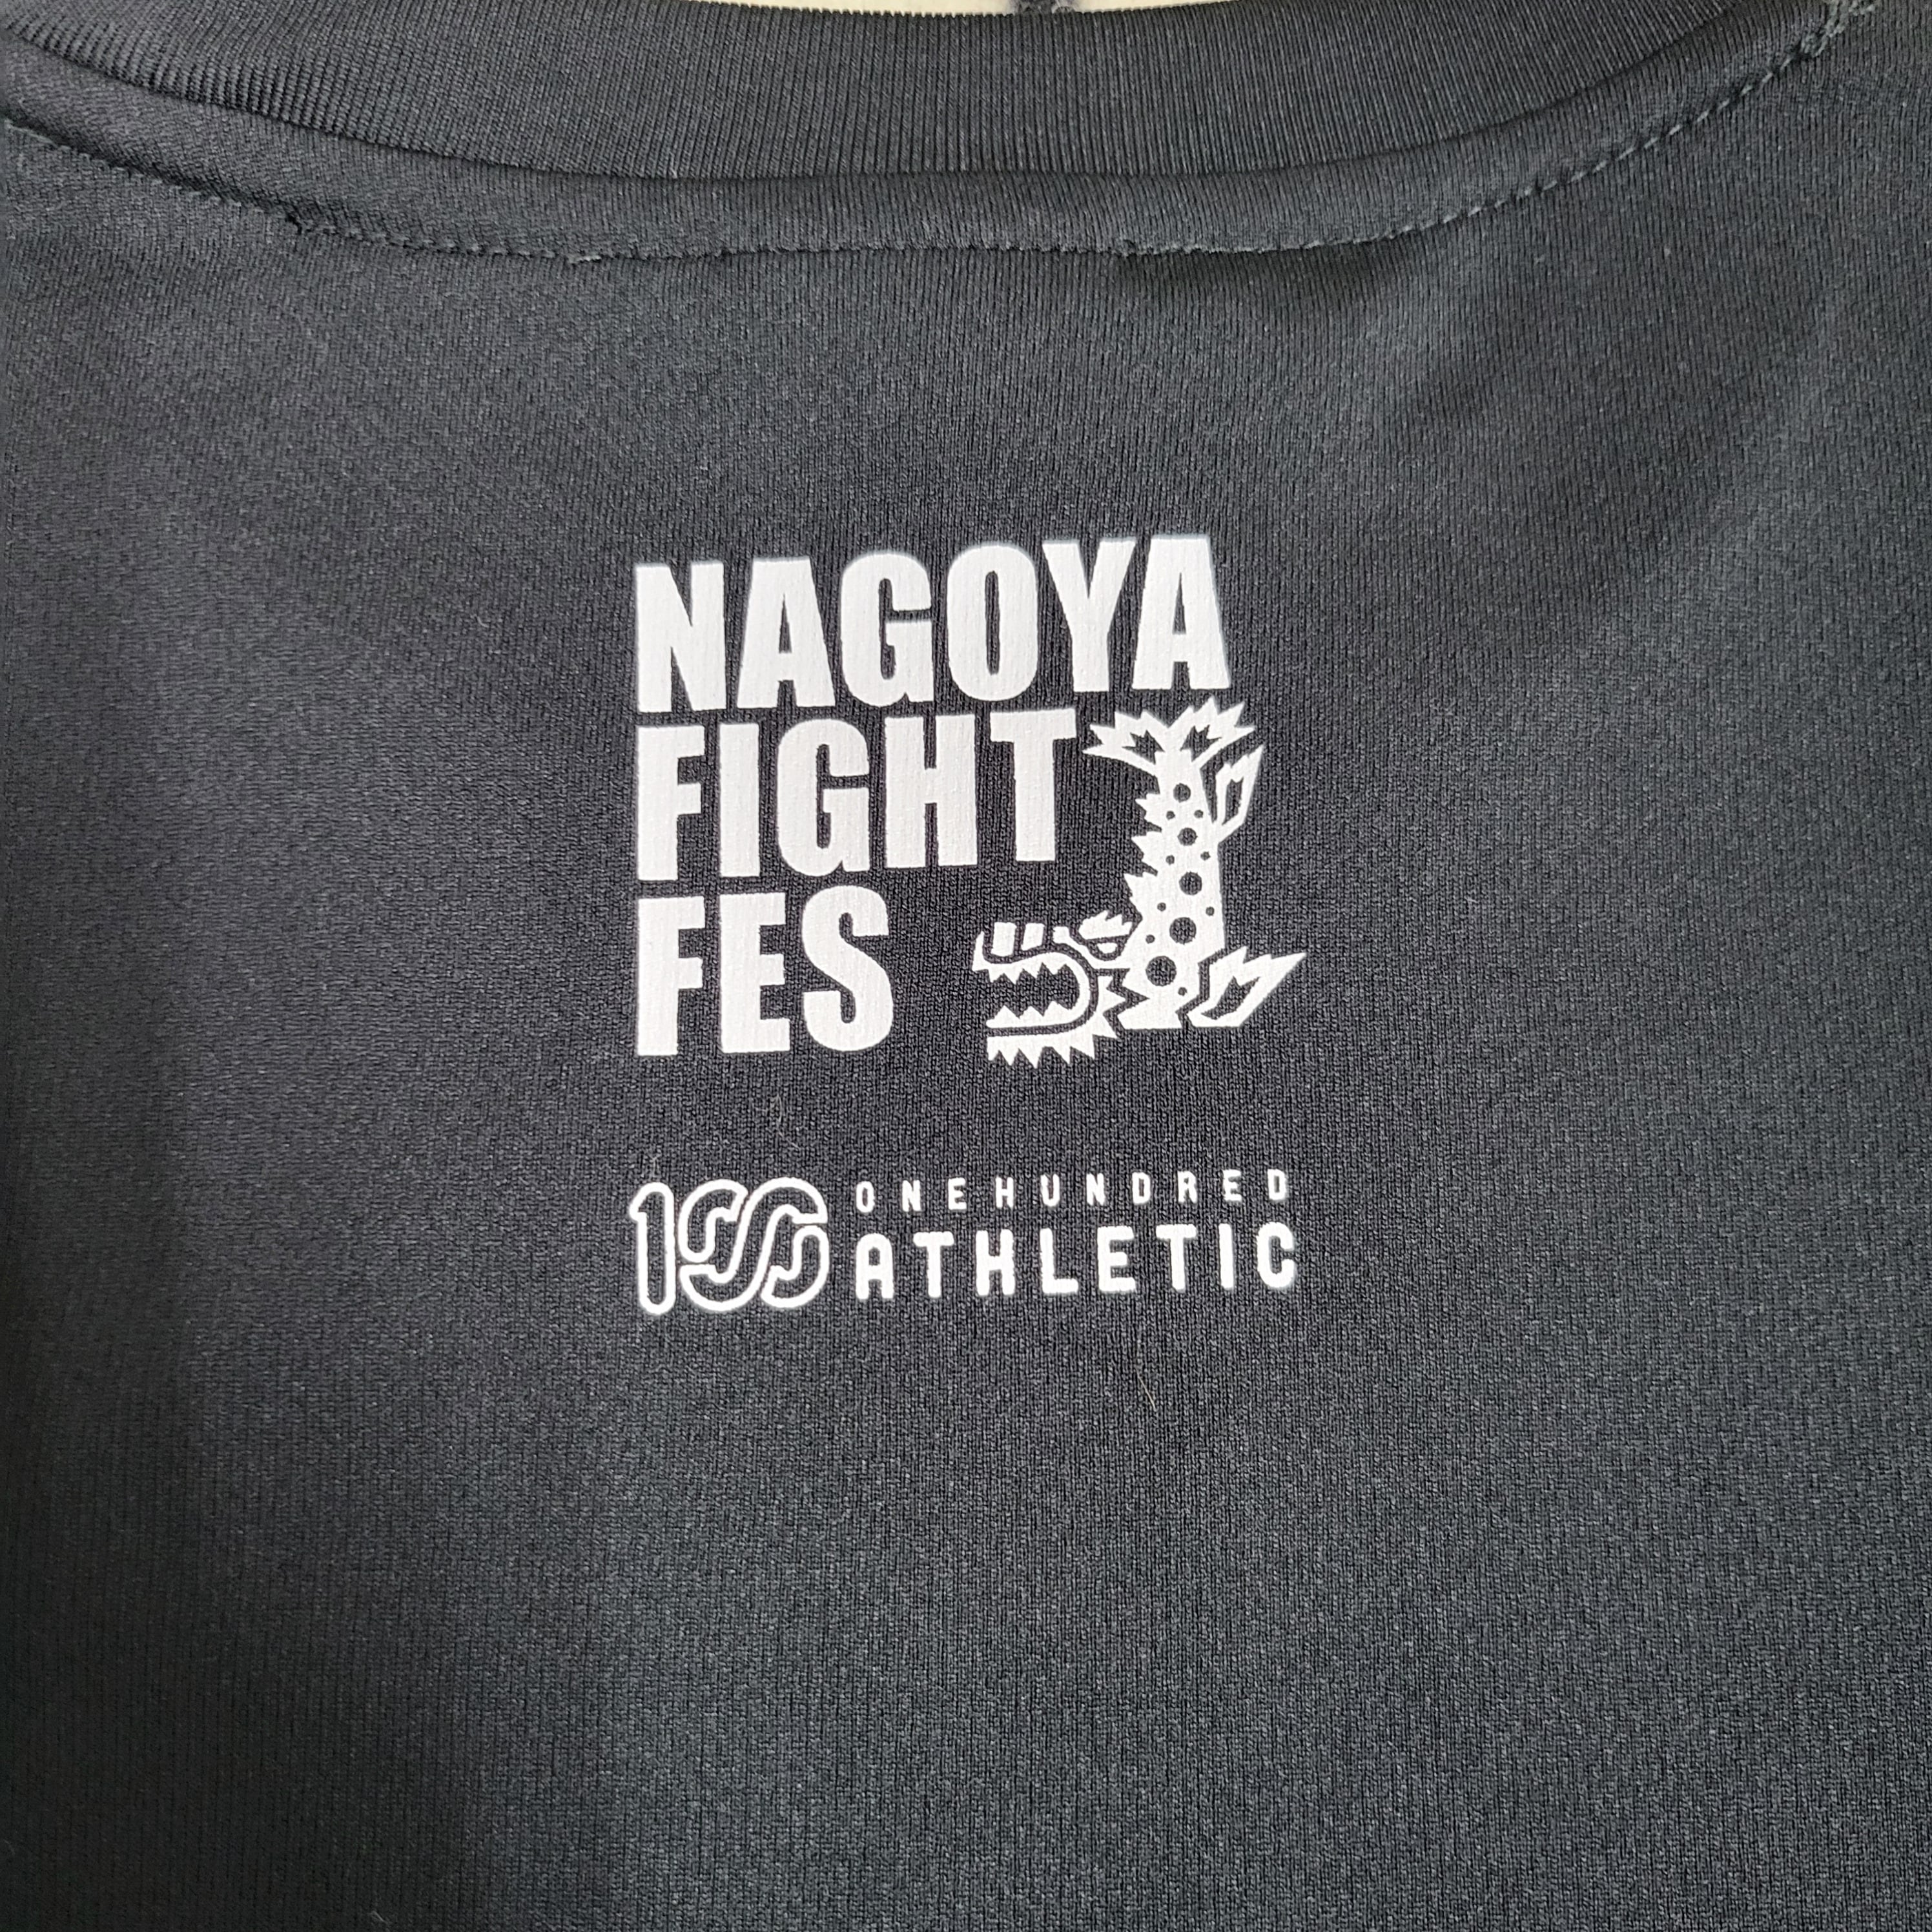 NAGOYA
FIGHT
FES
100 ONEHUNDRED
ATHLETIC